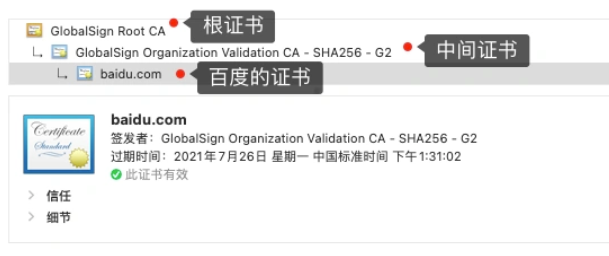 GlobalSign Root CA
根证书
GlobalSign Organization Validation CA - SHA256 - G2
中间证书
baidu.com
百度的证书
Certificate
Standard
baidu.com
签发者：GlobalSign Organization Validation CA - SHA256 - G2
过期时间：2021年7月26日 星期一 中国标准时间 下午1:31:02
此证书有效
信任
细节